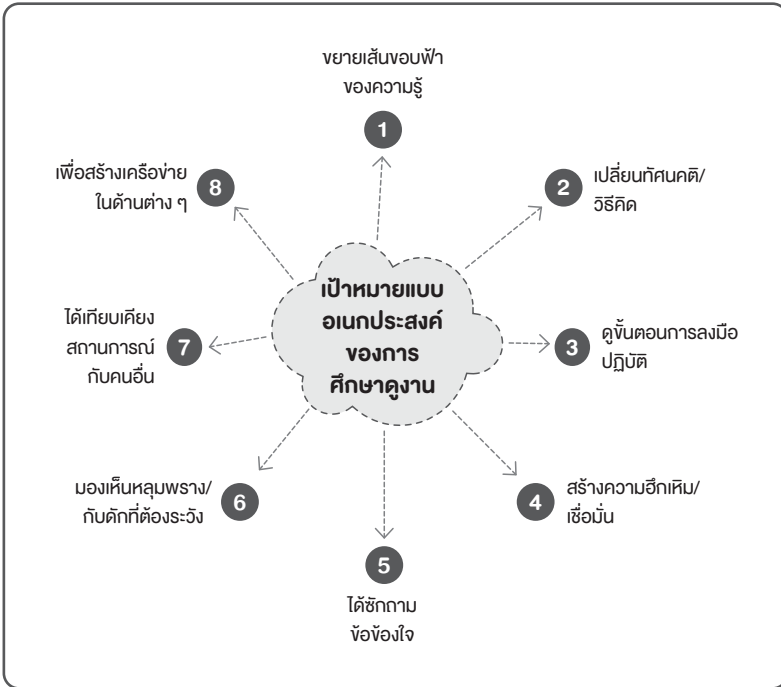 เป้าหมายแบบ
อเนกประสงค์
ของการ
ศึกษาดูงาน
ขยายเส้นขอบฟ้า
ของความรู้
1
2
เปลี่ยนทัศนคติ/
วิธีคิด
3
ดูขั้นตอนการลงมือ
ปฏิบัติ
4
สร้างความฮึกเหิม/
เชื่อมั่น
5
ได้ซักถาม
ข้อข้องใจ
6
มองเห็นหลุมพราง/
กับดักที่ต้องระวัง
7
ได้เทียบเคียง
สถานการณ์
กับคนอื่น
8
เพื่อสร้างเครือข่าย
ในด้านต่าง ๆ